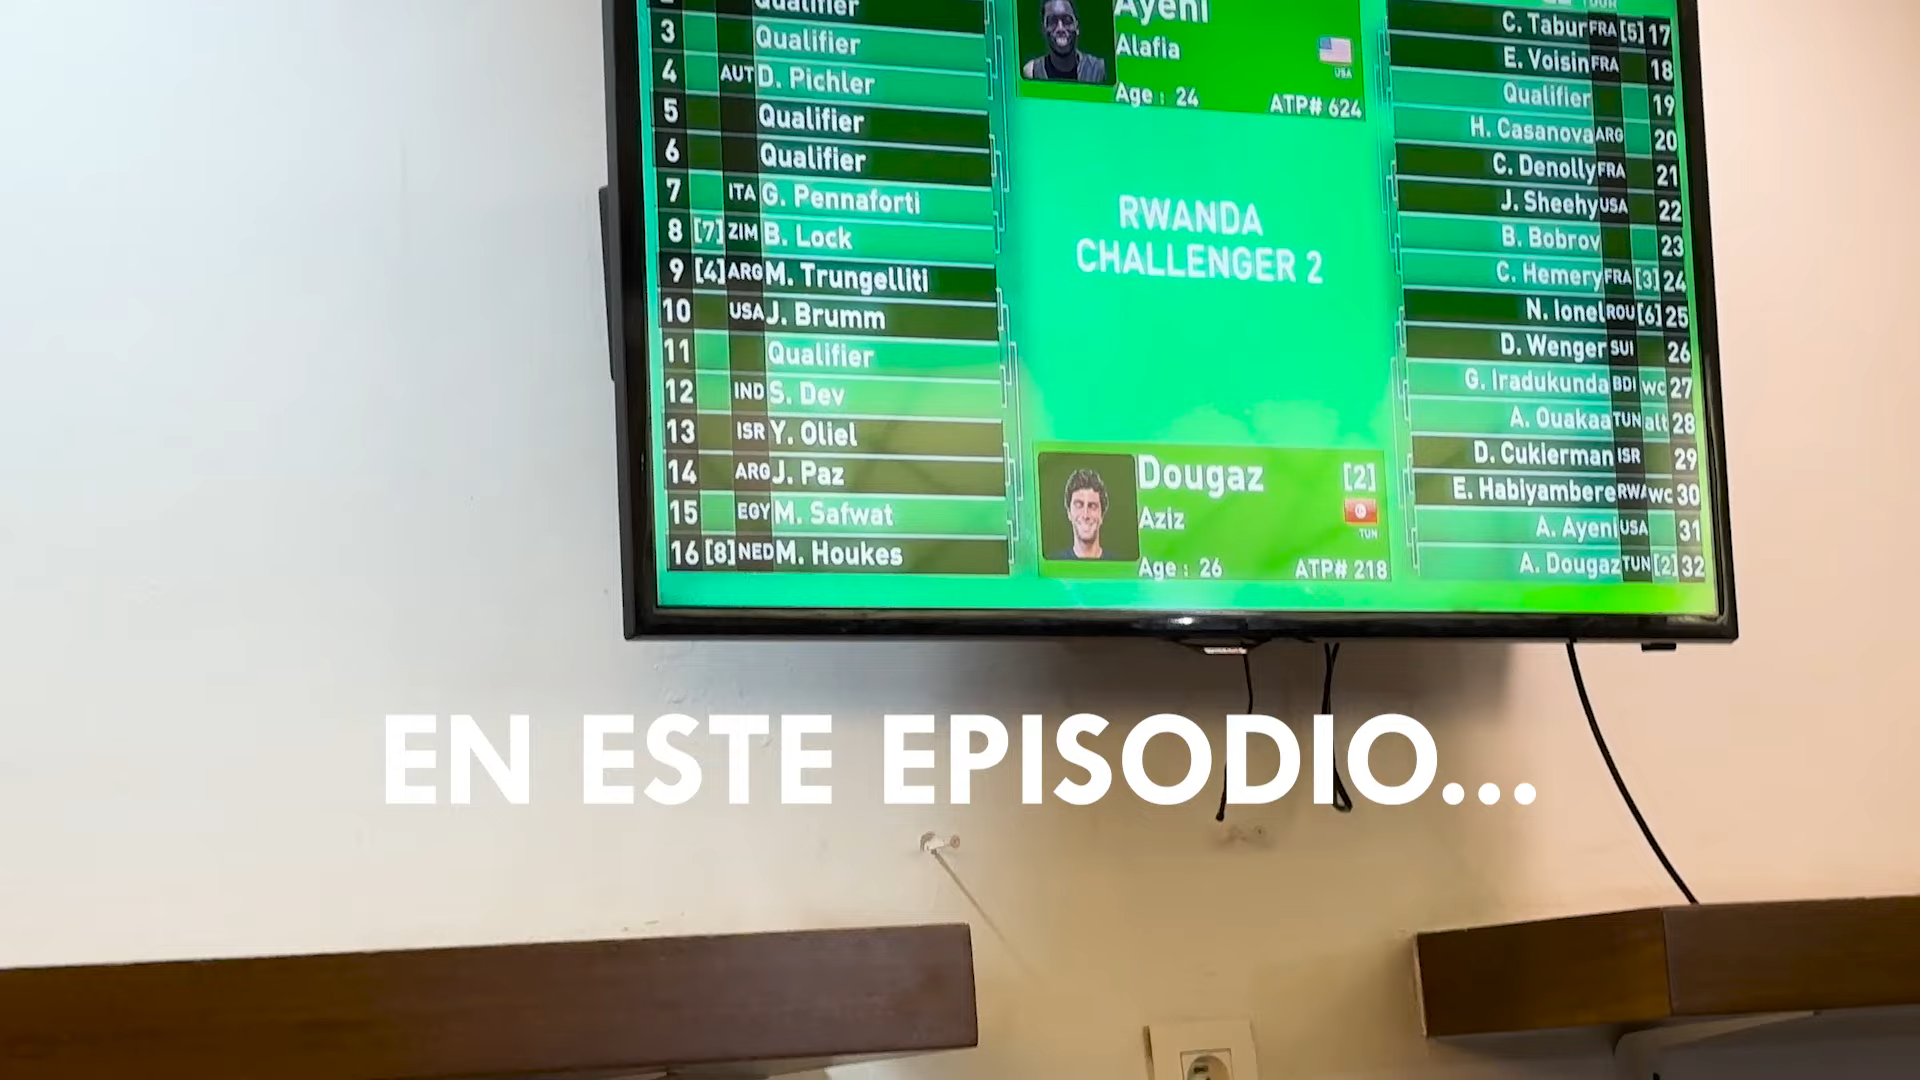 Qualifier
3 Qualifier
4 AUT D. Pichler
5 Qualifier
6 Qualifier
7 ITA G. Pennaforti
8 [7] ZIM B. Lock
9 [4] ARG M. Trungelliti
10 USA J. Brumm
11 Qualifier
12 IND S. Dev
13 ISR Y. Oliel
14 ARG J. Paz
15 EGY M. Safwat
16 [8] NED M. Houkes
Ayeni
Alafia
USA
Age : 24 ATP# 624
RWANDA
CHALLENGER 2
Dougaz [2]
Aziz
TUN
Age : 26 ATP# 218
TOUR
C. Tabur FRA [5] 17
E. Voisin FRA 18
Qualifier 19
H. Casanova ARG 20
C. Denolly FRA 21
J. Sheehy USA 22
B. Bobrov 23
C. Hemery FRA [3] 24
N. Ionel ROU [6] 25
D. Wenger SUI 26
G. Iradukunda BDI wc 27
A. Ouakaa TUN alt 28
D. Cukierman ISR 29
E. Habiyambere RWA wc 30
A. Ayeni USA 31
A. Dougaz TUN [2] 32
EN ESTE EPISODIO...